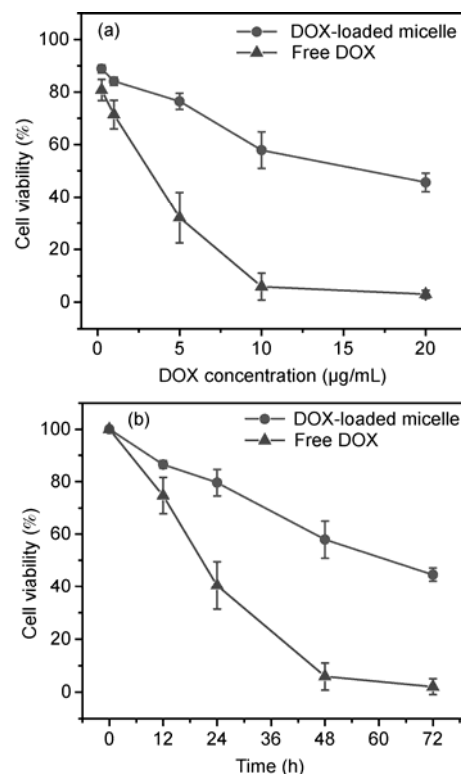 (a)
DOX-loaded micelle
Free DOX
100
80
60
40
20
0
Cell viability (%)
0
5
10
15
20
DOX concentration (μg/mL)
(b)
DOX-loaded micelle
Free DOX
100
80
60
40
20
0
Cell viability (%)
0
12
24
36
48
60
72
Time (h)